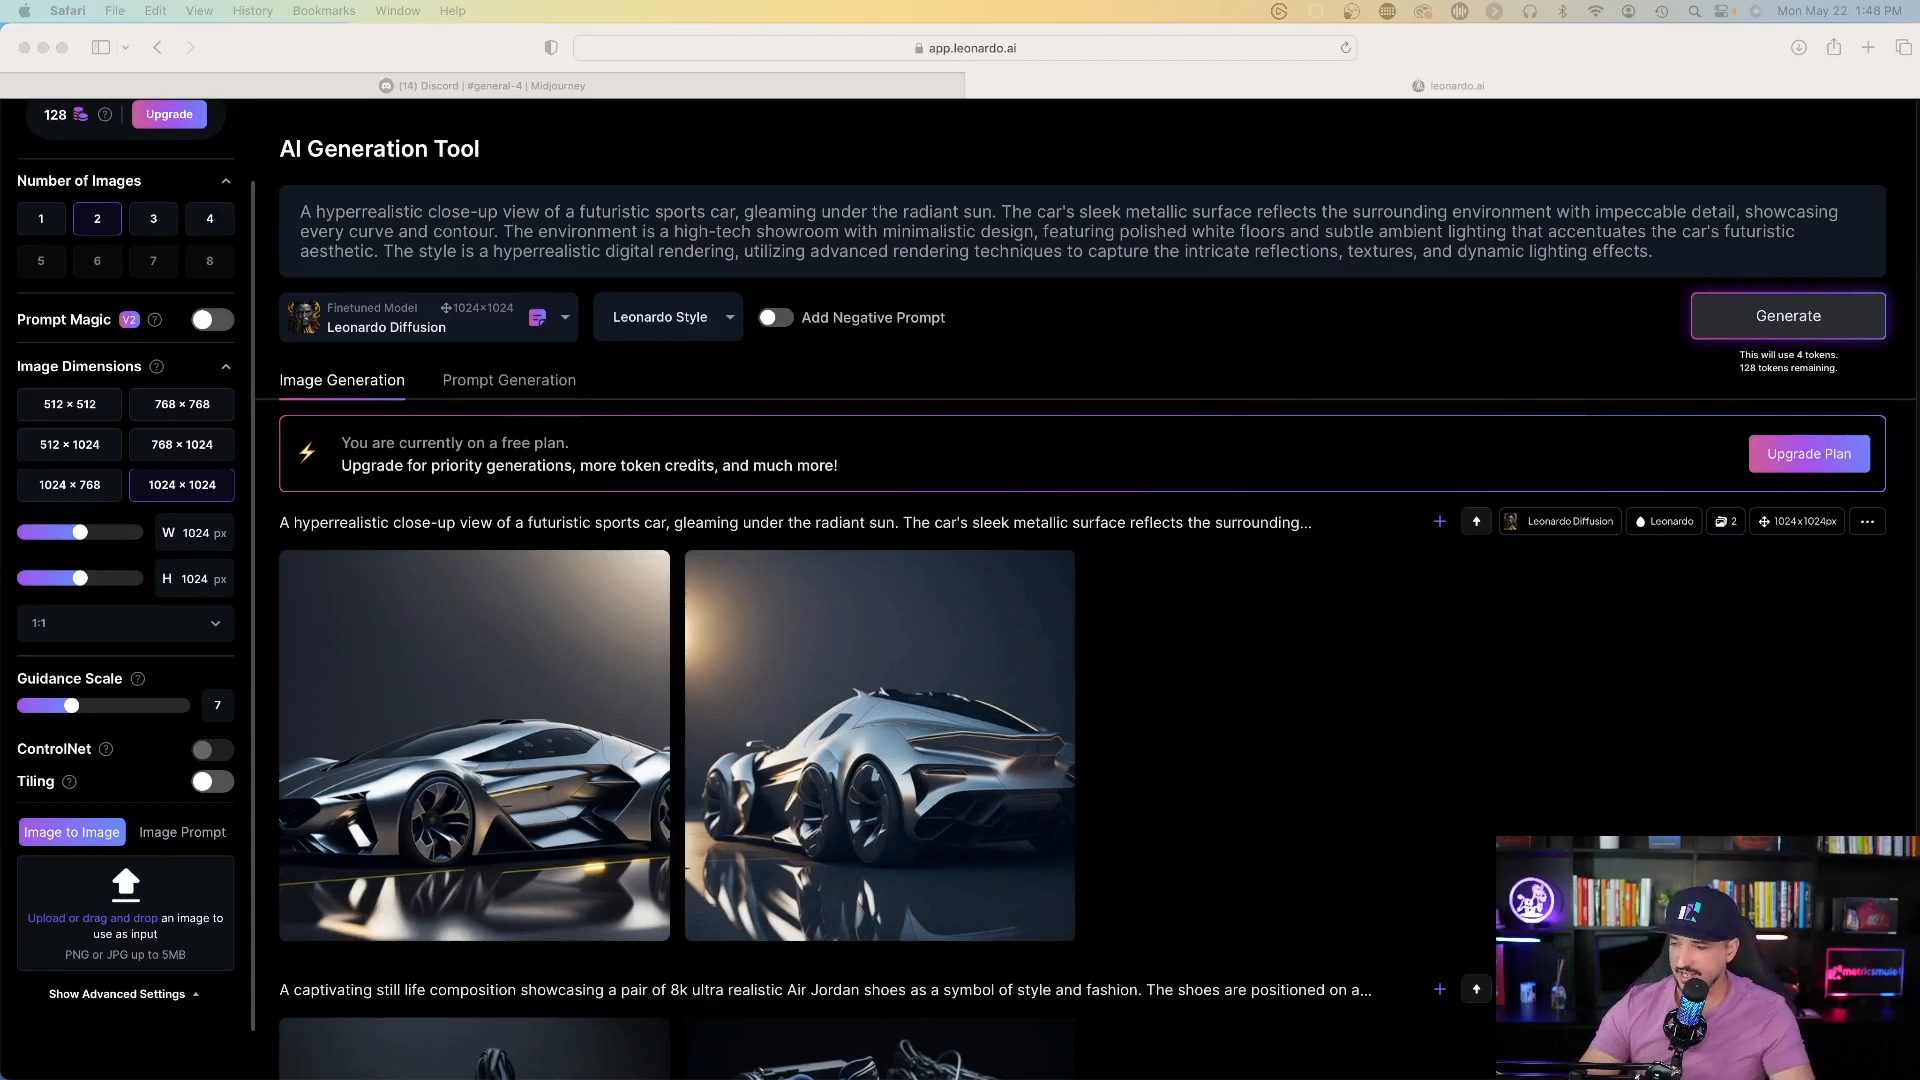 Safari File Edit View History Bookmarks Window Help Mon May 22 1:48 PM
app.leonardo.ai
(14) Discord | #general-4 | Midjourney
leonardo.ai
128 Upgrade
AI Generation Tool
Number of Images
1 2 3 4
5 6 7 8
Prompt Magic V2
Image Dimensions
512 × 512 768 × 768
512 × 1024 768 × 1024
1024 × 768 1024 × 1024
W 1024 px
H 1024 px
1:1
Guidance Scale
7
ControlNet
Tiling
Image to Image Image Prompt
Upload or drag and drop an image to
use as input
PNG or JPG up to 5MB
Show Advanced Settings
A hyperrealistic close-up view of a futuristic sports car, gleaming under the radiant sun. The car's sleek metallic surface reflects the surrounding environment with impeccable detail, showcasing
every curve and contour. The environment is a high-tech showroom with minimalistic design, featuring polished white floors and subtle ambient lighting that accentuates the car's futuristic
aesthetic. The style is a hyperrealistic digital rendering, utilizing advanced rendering techniques to capture the intricate reflections, textures, and dynamic lighting effects.
Finetuned Model 1024×1024
Leonardo Diffusion
Leonardo Style
Add Negative Prompt
Generate
This will use 4 tokens.
128 tokens remaining.
Image Generation Prompt Generation
You are currently on a free plan.
Upgrade for priority generations, more token credits, and much more!
Upgrade Plan
A hyperrealistic close-up view of a futuristic sports car, gleaming under the radiant sun. The car's sleek metallic surface reflects the surrounding...
Leonardo Diffusion Leonardo 2 1024x1024px
A captivating still life composition showcasing a pair of 8k ultra realistic Air Jordan shoes as a symbol of style and fashion. The shoes are positioned on a...
metricsmule